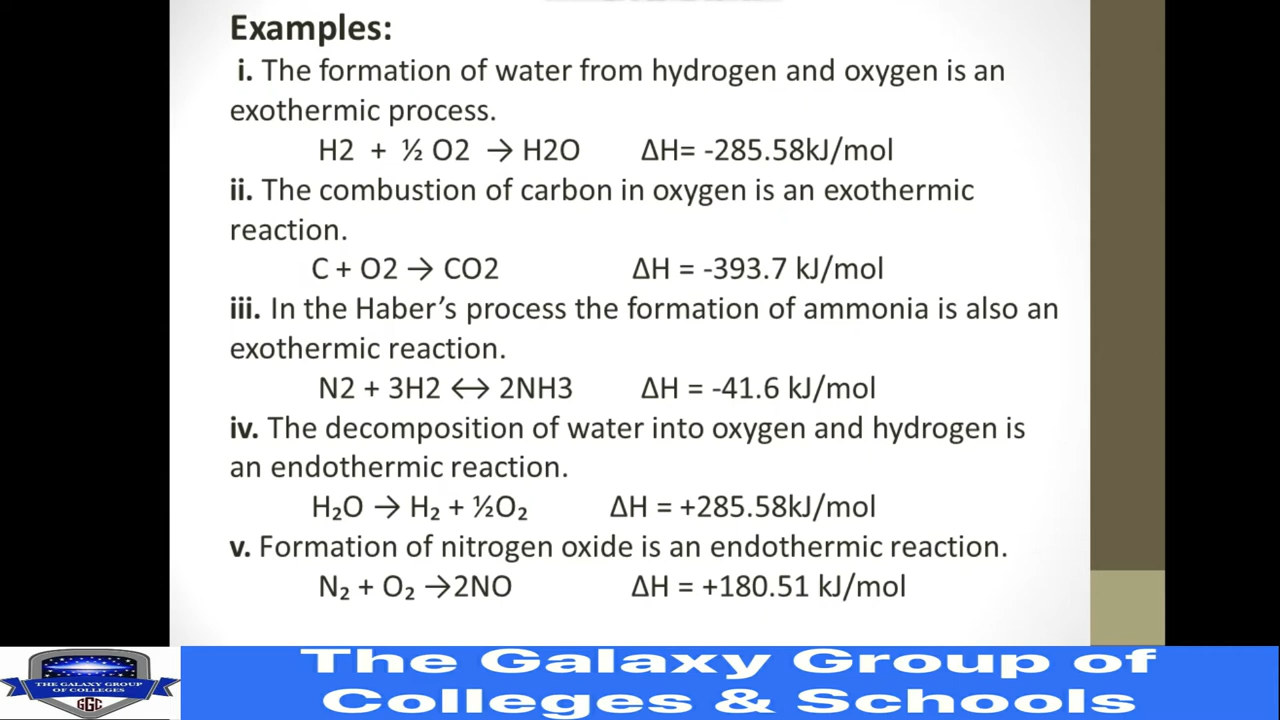 Examples:
i. The formation of water from hydrogen and oxygen is an
exothermic process.
H2 + ½ O2 → H2O ΔH= -285.58kJ/mol
ii. The combustion of carbon in oxygen is an exothermic
reaction.
C + O2 → CO2 ΔH = -393.7 kJ/mol
iii. In the Haber’s process the formation of ammonia is also an
exothermic reaction.
N2 + 3H2 ↔ 2NH3 ΔH = -41.6 kJ/mol
iv. The decomposition of water into oxygen and hydrogen is
an endothermic reaction.
H₂O → H₂ + ½O₂ ΔH = +285.58kJ/mol
v. Formation of nitrogen oxide is an endothermic reaction.
N₂ + O₂ →2NO ΔH = +180.51 kJ/mol
THE GALAXY GROUP
OF COLLEGES
GGC
The Galaxy Group of
Colleges & Schools